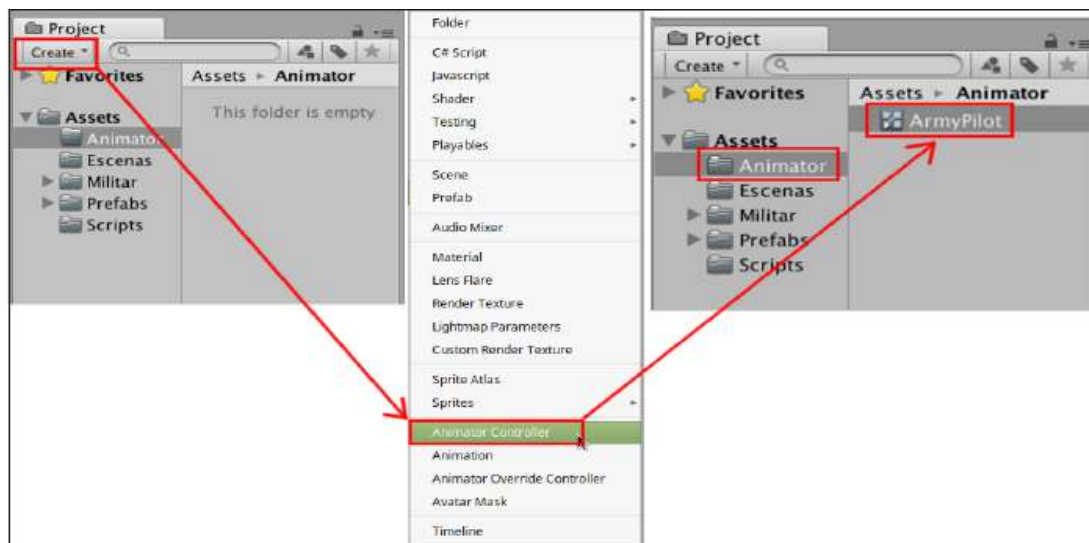 Project
Create
Favorites
Assets ▸ Animator
This folder is empty
Assets
Animator
Escenas
Militar
Prefabs
Scripts
Folder
C# Script
Javascript
Shader
Testing
Playables
Scene
Prefab
Audio Mixer
Material
Lens Flare
Render Texture
Lightmap Parameters
Custom Render Texture
Sprite Atlas
Sprites
Animator Controller
Animation
Animator Override Controller
Avatar Mask
Timeline
Project
Create
Favorites
Assets ▸ Animator
ArmyPilot
Assets
Animator
Escenas
Militar
Prefabs
Scripts